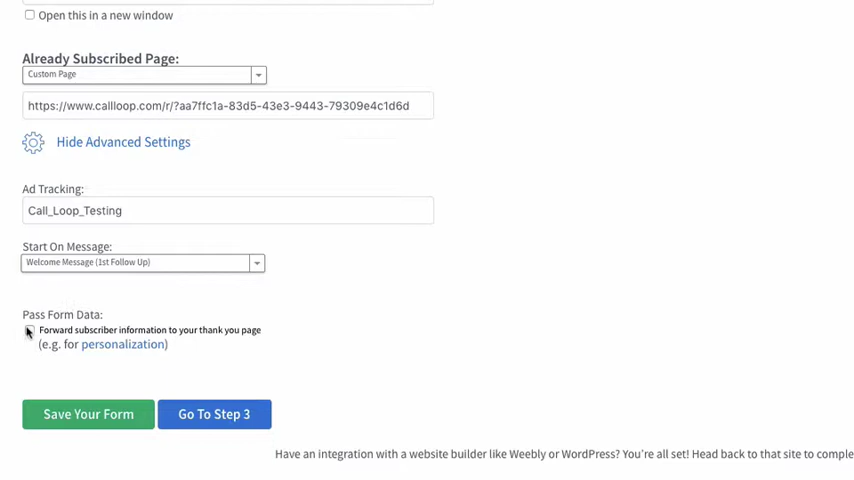 Open this in a new window
Already Subscribed Page:
Custom Page
https://www.callloop.com/r/?aa7ffc1a-83d5-43e3-9443-79309e4c1d6d
Hide Advanced Settings
Ad Tracking:
Call_Loop_Testing
Start On Message:
Welcome Message (1st Follow Up)
Pass Form Data:
Forward subscriber information to your thank you page
(e.g. for personalization)
Save Your Form
Go To Step 3
Have an integration with a website builder like Weebly or WordPress? You're all set! Head back to that site to comple